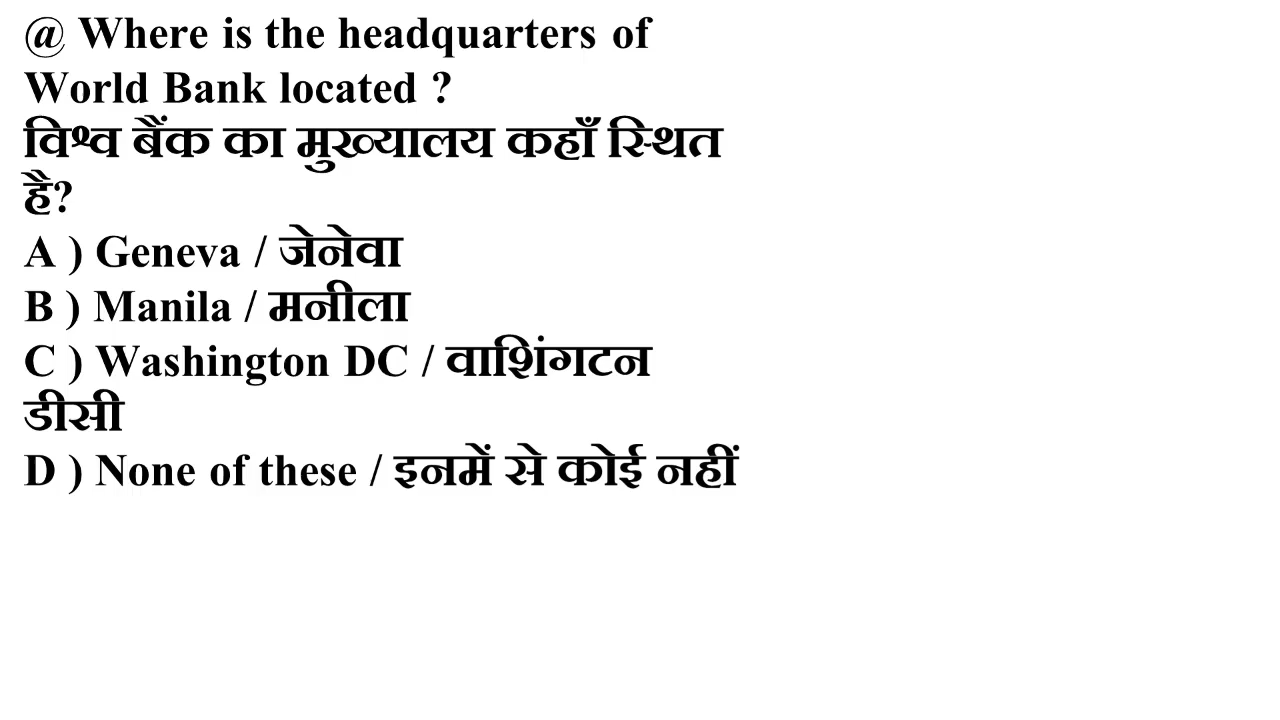 @ Where is the headquarters of
World Bank located ?
विश्व बैंक का मुख्यालय कहाँ स्थित
है?
A ) Geneva / जेनेवा
B ) Manila / मनीला
C ) Washington DC / वाशिंगटन
डीसी
D ) None of these / इनमें से कोई नहीं